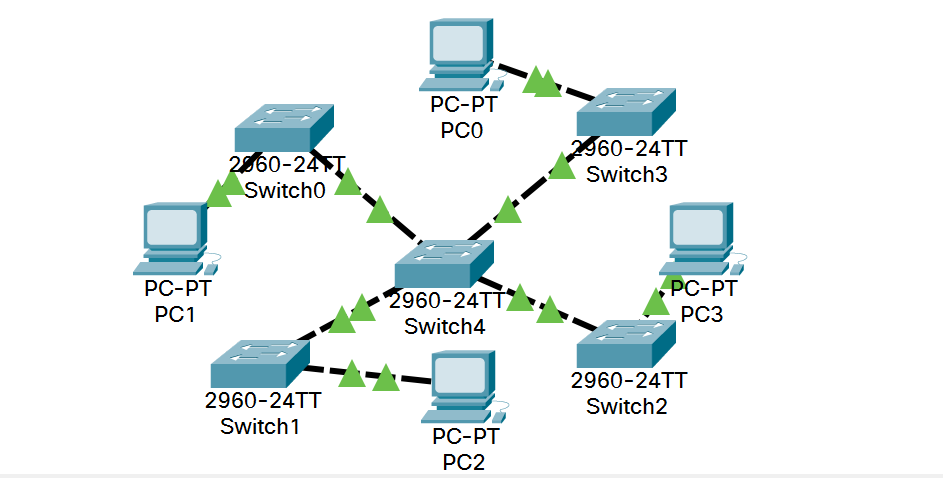 PC-PT
PC0
2960-24TT
Switch3
2960-24TT
Switch0
PC-PT
PC1
PC-PT
PC3
2960-24TT
Switch4
2960-24TT
Switch2
2960-24TT
Switch1
PC-PT
PC2